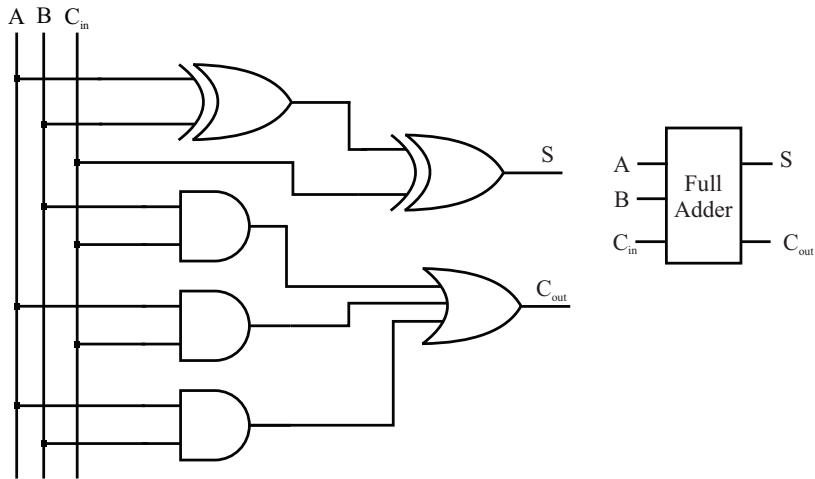 A B C_in
S
C_out
A
B
C_in
Full
Adder
S
C_out